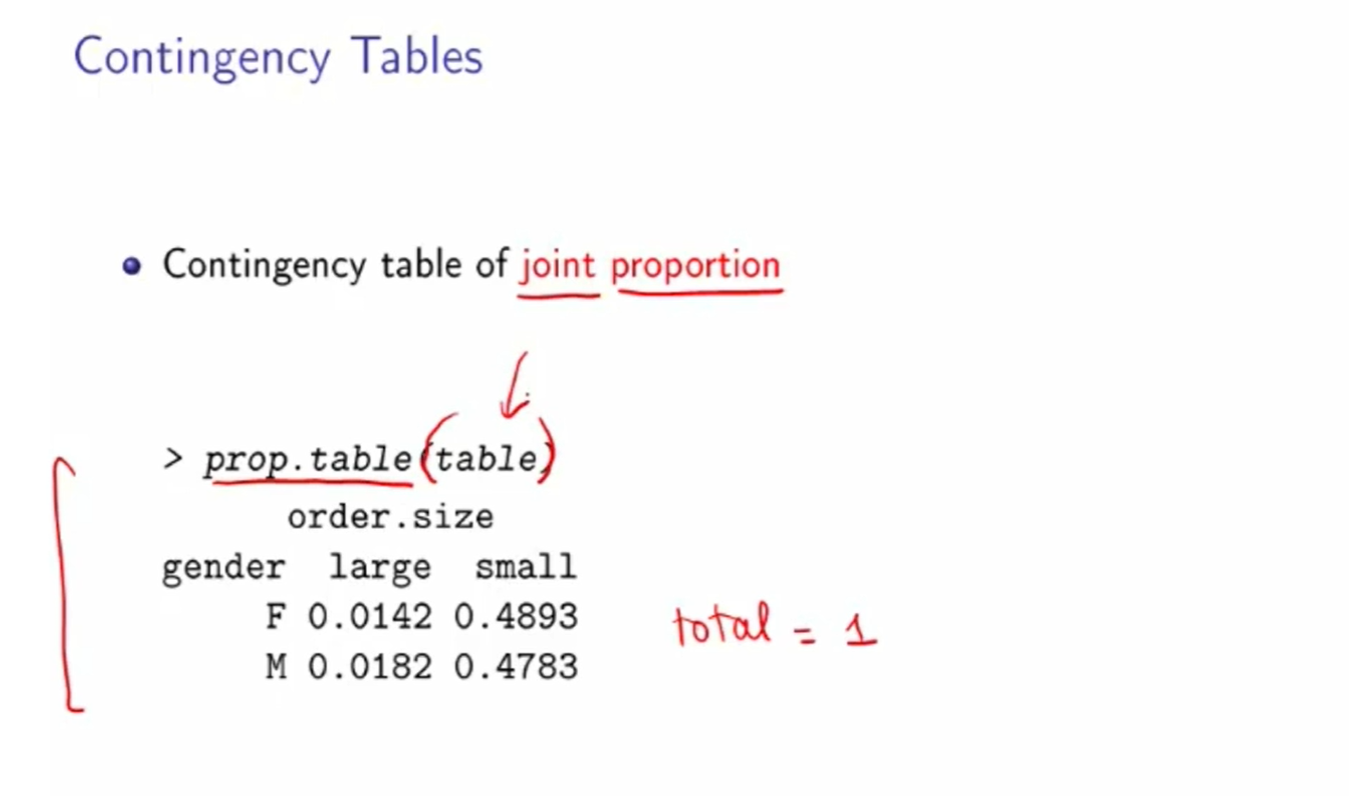 Contingency Tables
Contingency table of joint proportion
> prop.table(table)
order.size
gender large small
F 0.0142 0.4893
M 0.0182 0.4783
total = 1